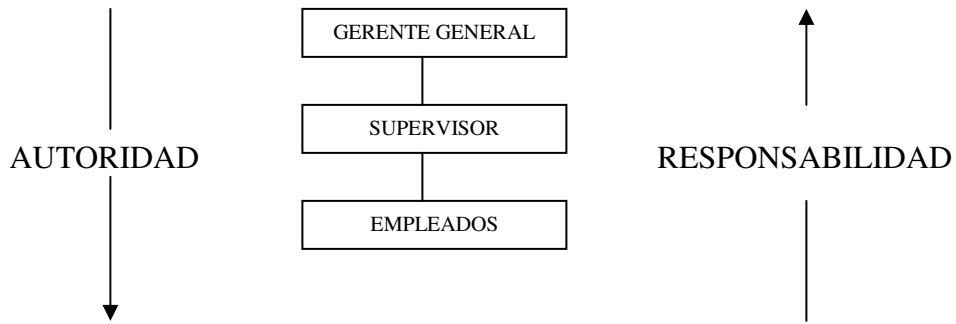 GERENTE GENERAL
SUPERVISOR
AUTORIDAD
RESPONSABILIDAD
EMPLEADOS